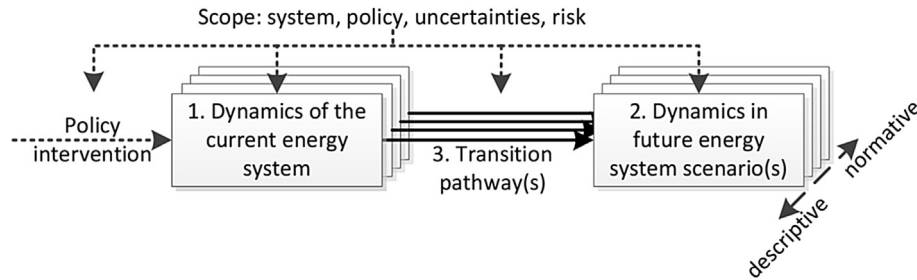 Scope: system, policy, uncertainties, risk
Policy
intervention
1. Dynamics of the
current energy
system
3. Transition
pathway(s)
2. Dynamics in
future energy
system scenario(s)
normative
descriptive